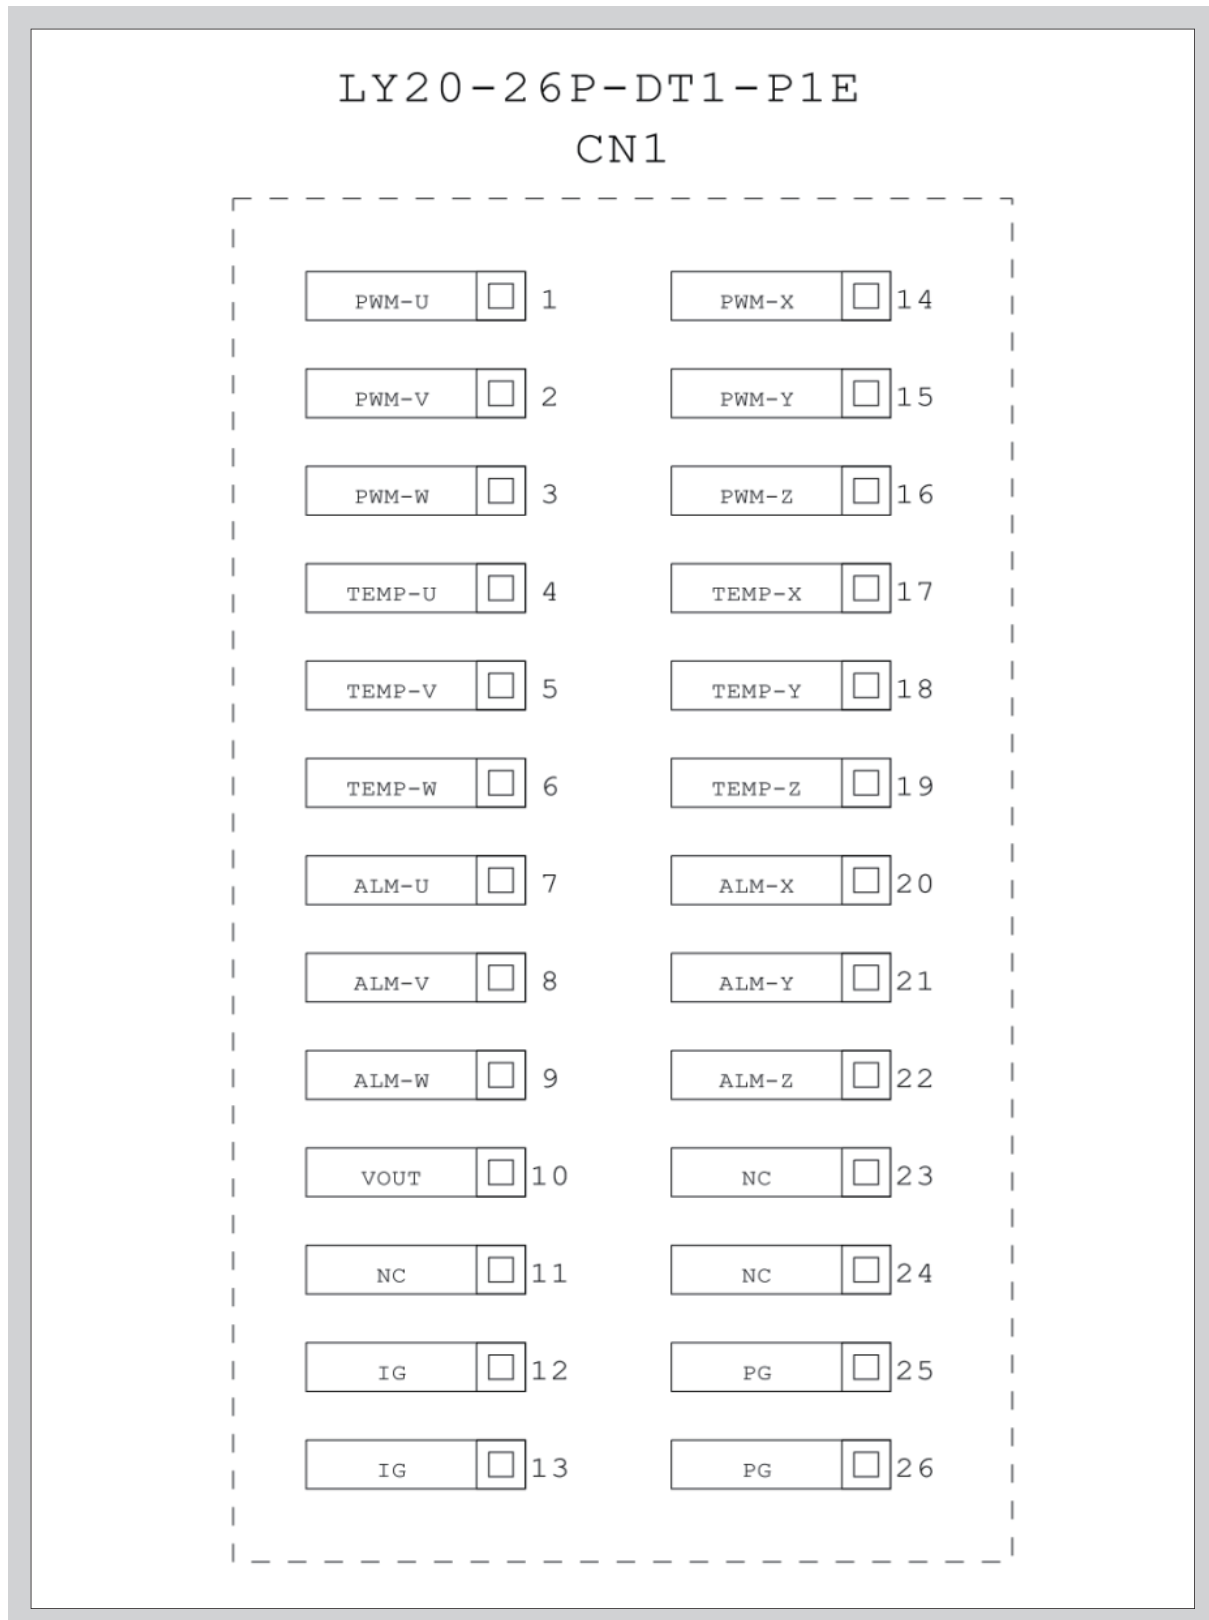 LY20-26P-DT1-P1E
CN1
PWM-U 1 PWM-X 14
PWM-V 2 PWM-Y 15
PWM-W 3 PWM-Z 16
TEMP-U 4 TEMP-X 17
TEMP-V 5 TEMP-Y 18
TEMP-W 6 TEMP-Z 19
ALM-U 7 ALM-X 20
ALM-V 8 ALM-Y 21
ALM-W 9 ALM-Z 22
VOUT 10 NC 23
NC 11 NC 24
IG 12 PG 25
IG 13 PG 26